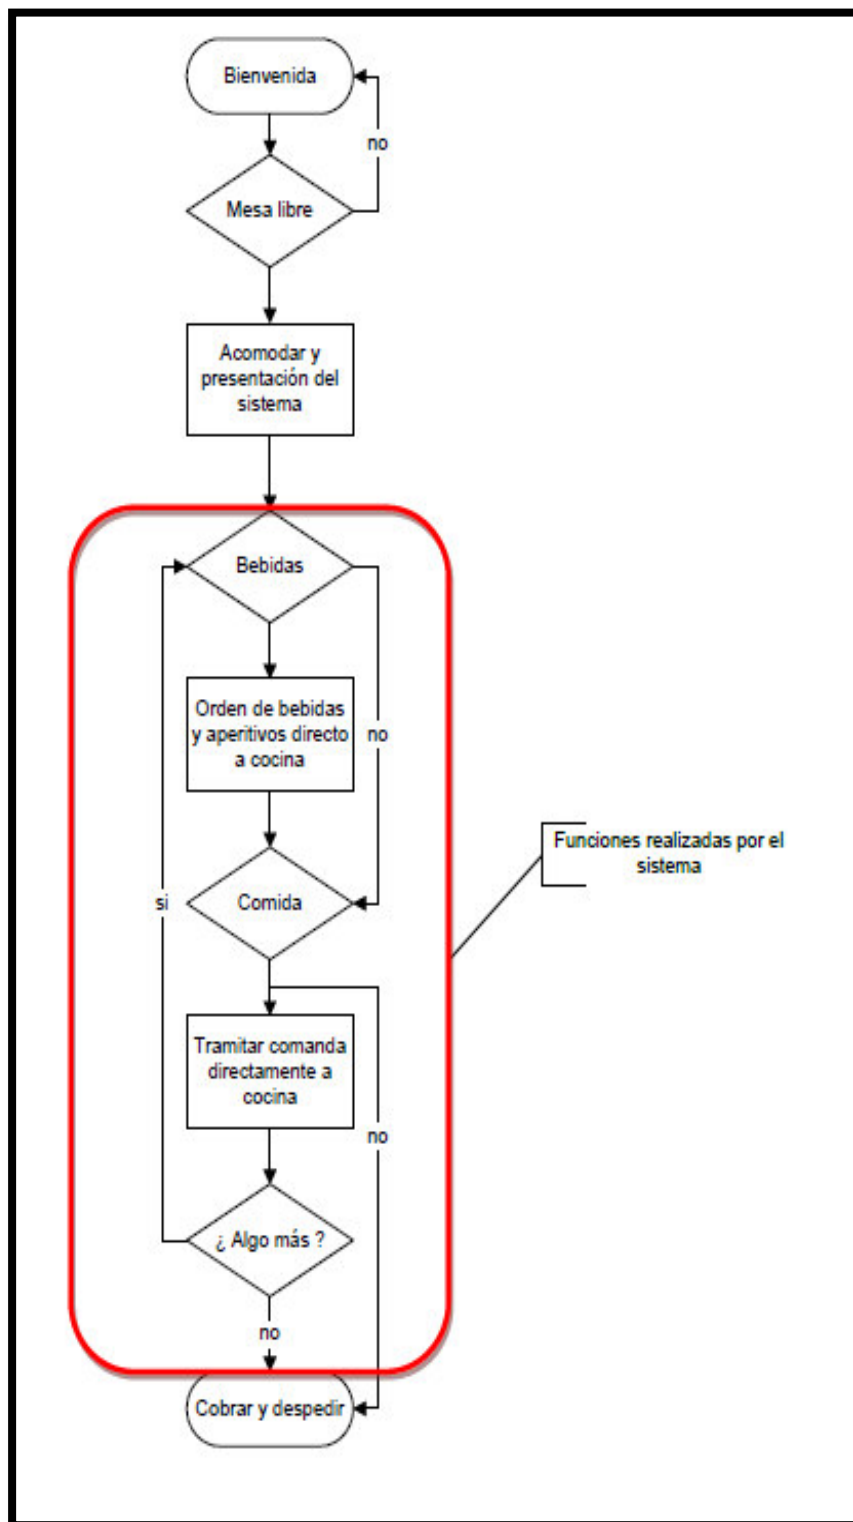 Bienvenida
no
Mesa libre
Acomodar y
presentación del
sistema
Bebidas
Orden de bebidas
y aperitivos directo
a cocina
no
Funciones realizadas por el
sistema
si
Comida
Tramitar comanda
directamente a
cocina
no
¿ Algo más ?
no
Cobrar y despedir